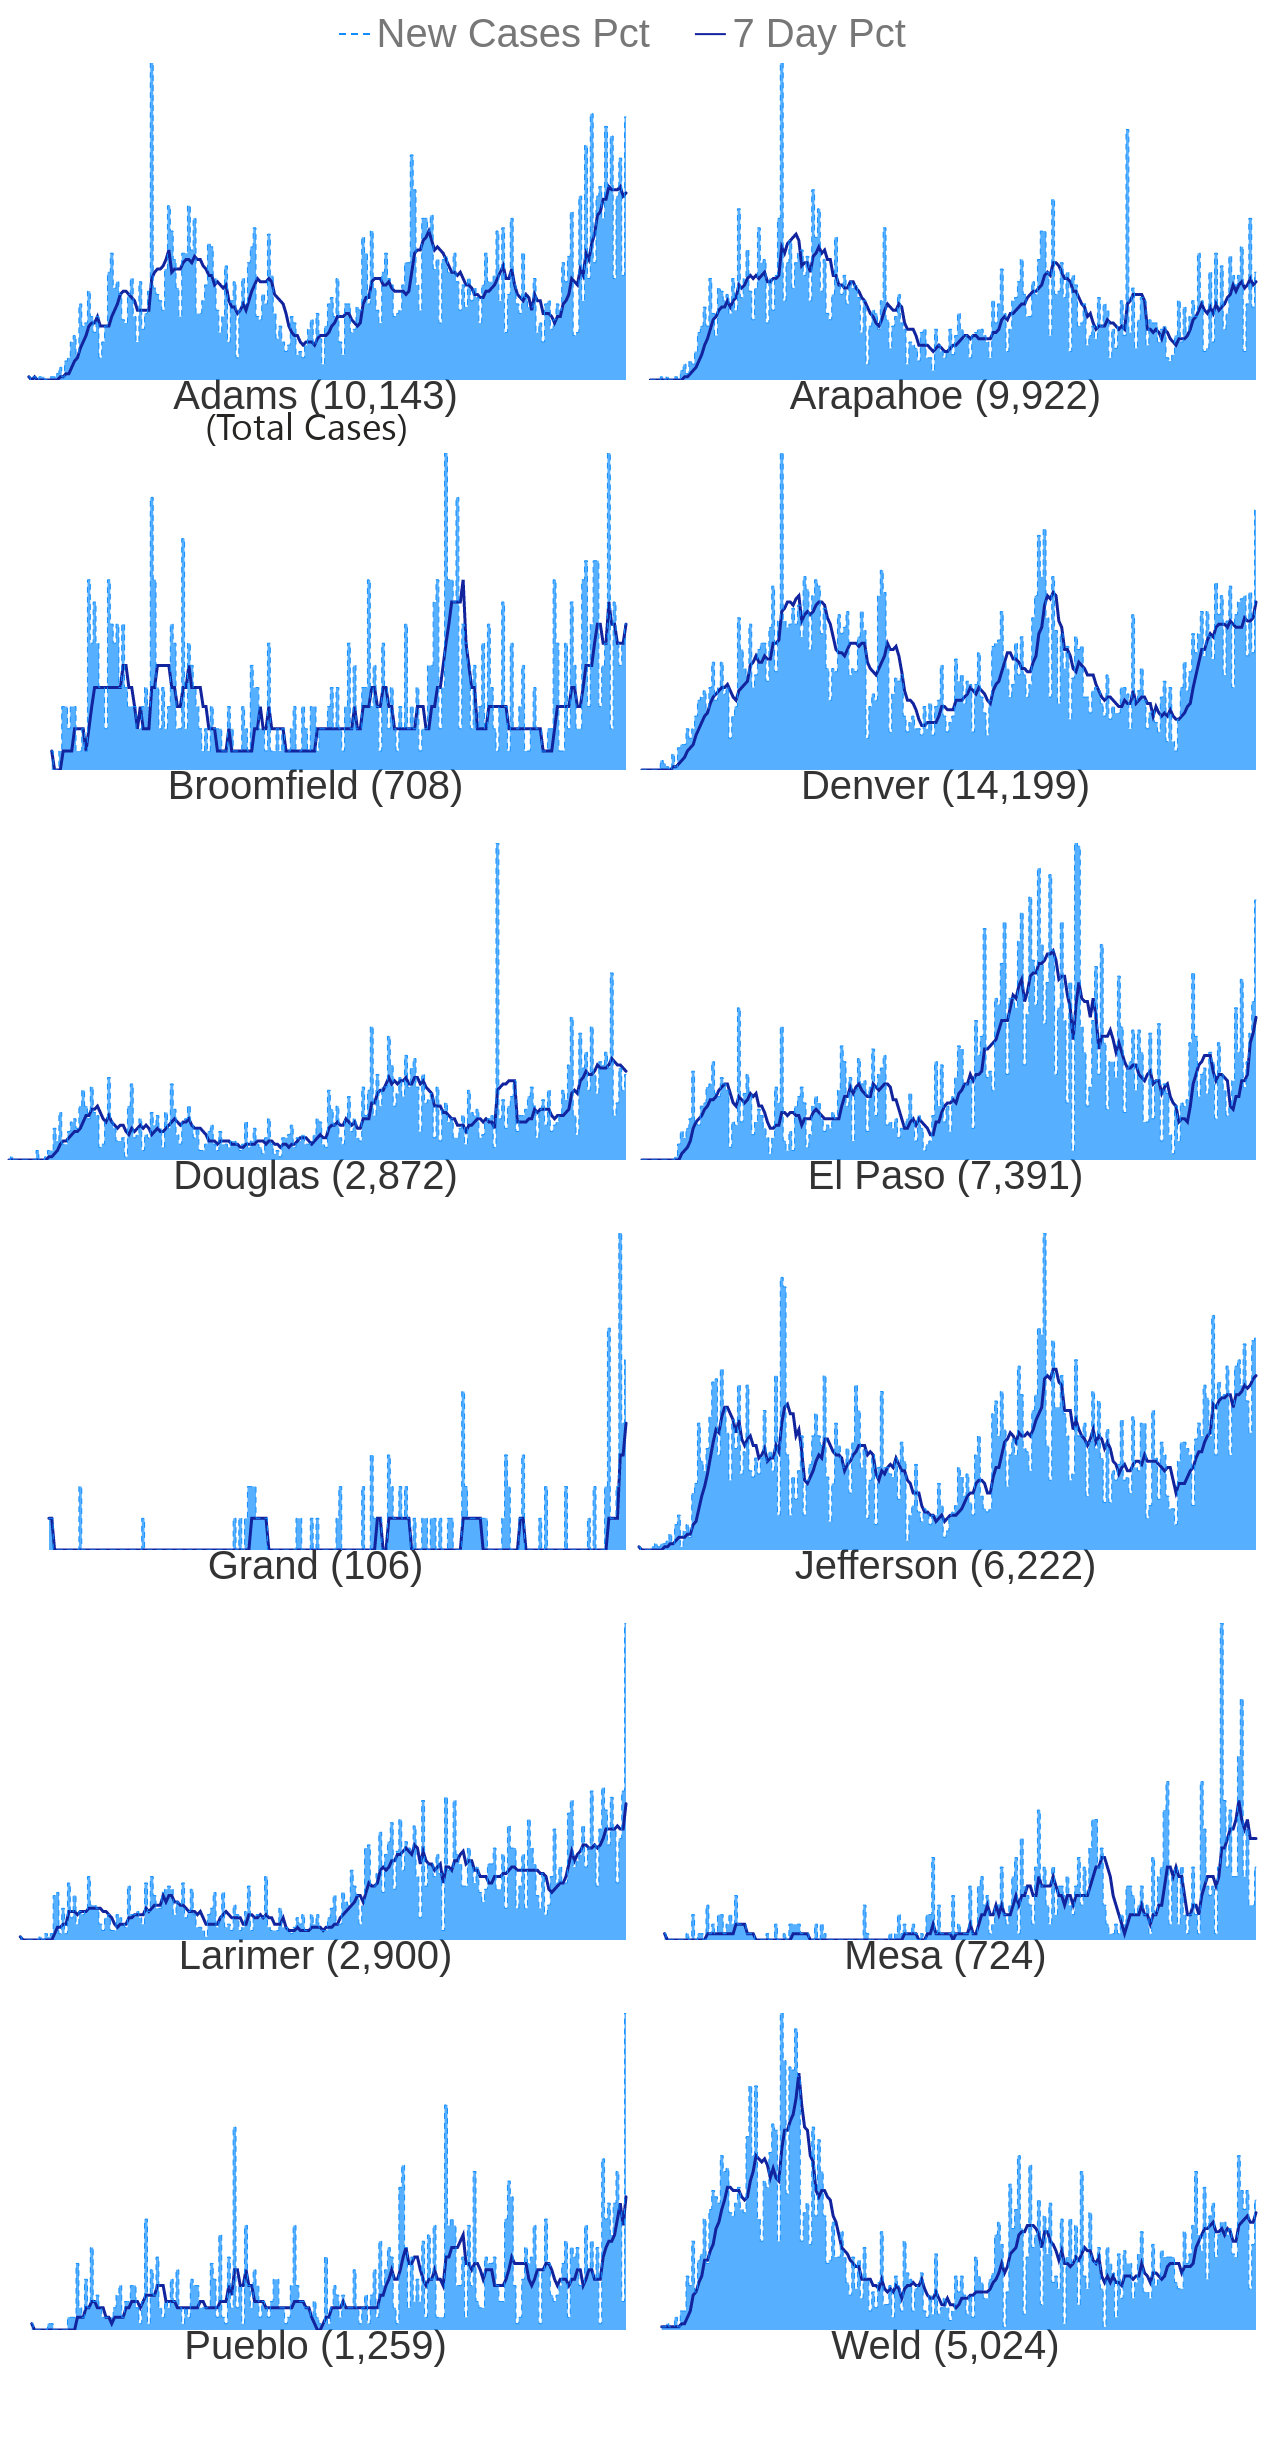 New Cases Pct 7 Day Pct
Adams (10,143) Arapahoe (9,922)
(Total Cases)
Broomfield (708) Denver (14,199)
Douglas (2,872) El Paso (7,391)
Grand (106) Jefferson (6,222)
Larimer (2,900) Mesa (724)
Pueblo (1,259) Weld (5,024)